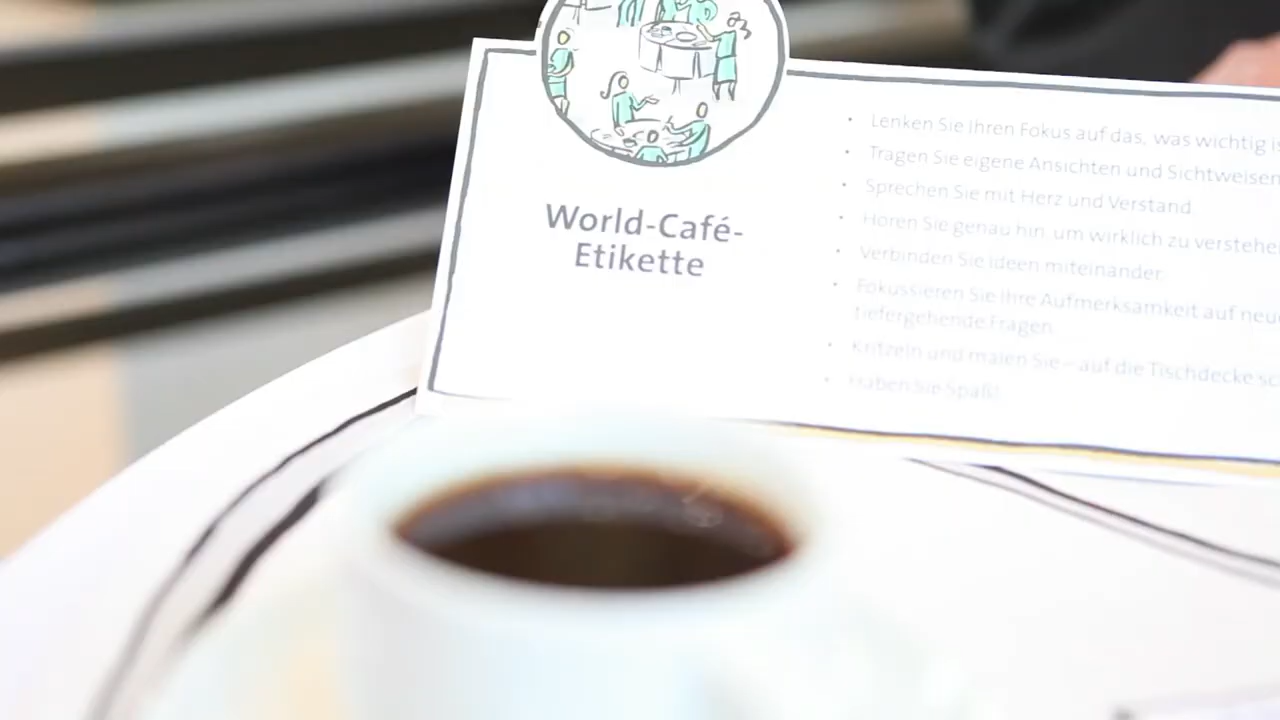 World-Café-
Etikette
• Lenken Sie Ihren Fokus auf das, was wichtig is
• Tragen Sie eigene Ansichten und Sichtweisen
• Sprechen Sie mit Herz und Verstand
• Hören Sie genau hin, um wirklich zu verstehe
• Verbinden Sie Ideen miteinander
• Fokussieren Sie Ihre Aufmerksamkeit auf neue
tiefergehende Fragen
• Kritzeln und malen Sie – auf die Tischdecke sc
• Haben Sie Spaß!